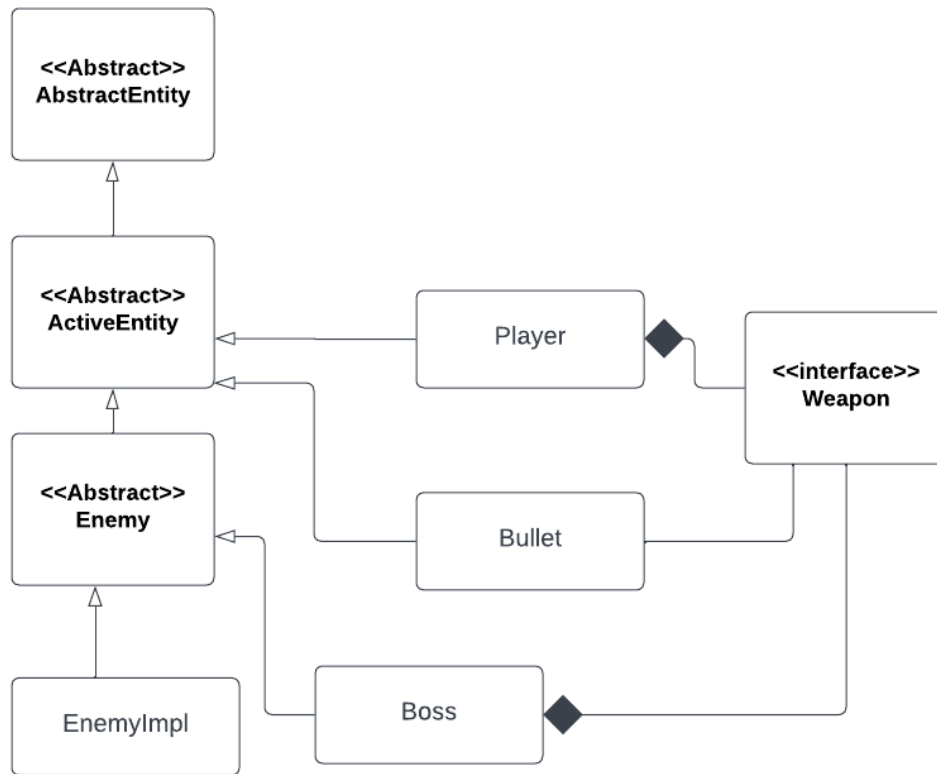 <<Abstract>>
AbstractEntity
<<Abstract>>
ActiveEntity
Player
<<interface>>
Weapon
<<Abstract>>
Enemy
Bullet
EnemyImpl
Boss